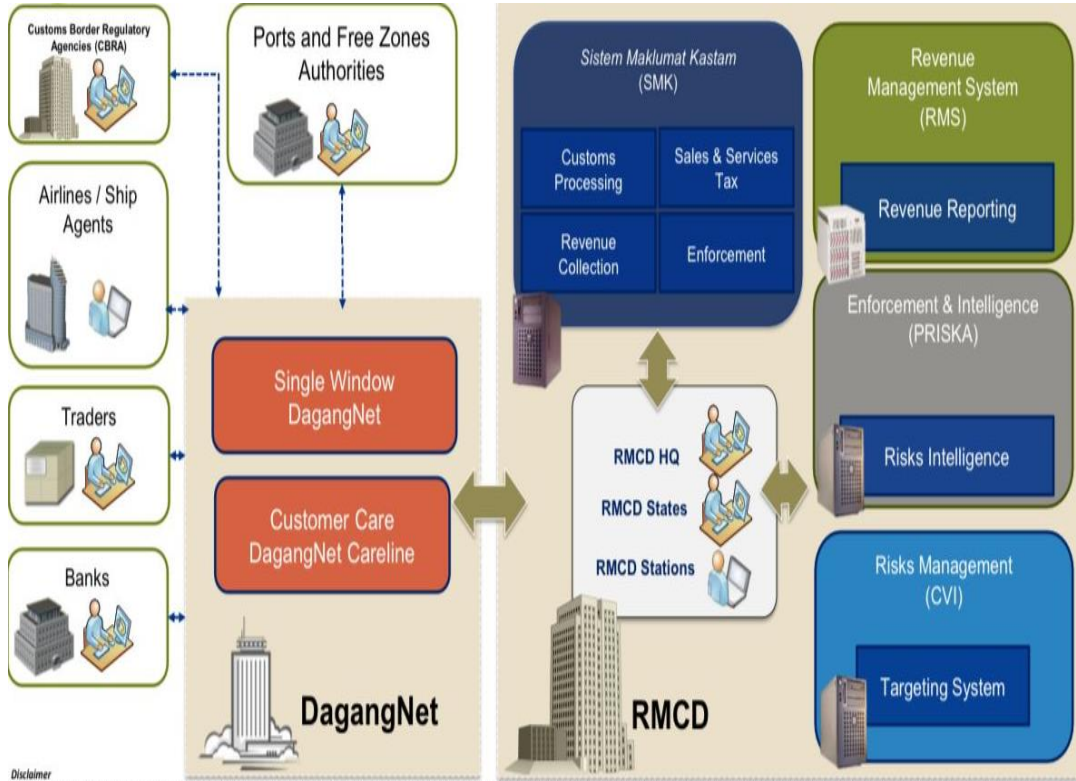 Customs Border Regulatory
Agencies (CBRA)
Airlines / Ship
Agents
Traders
Banks
Ports and Free Zones
Authorities
Single Window
DagangNet
Customer Care
DagangNet Careline
DagangNet
Sistem Maklumat Kastam
(SMK)
Customs
Processing
Sales & Services
Tax
Revenue
Collection
Enforcement
RMCD HQ
RMCD States
RMCD Stations
RMCD
Revenue
Management System
(RMS)
Revenue Reporting
Enforcement & Intelligence
(PRISKA)
Risks Intelligence
Risks Management
(CVI)
Targeting System
Disclaimer